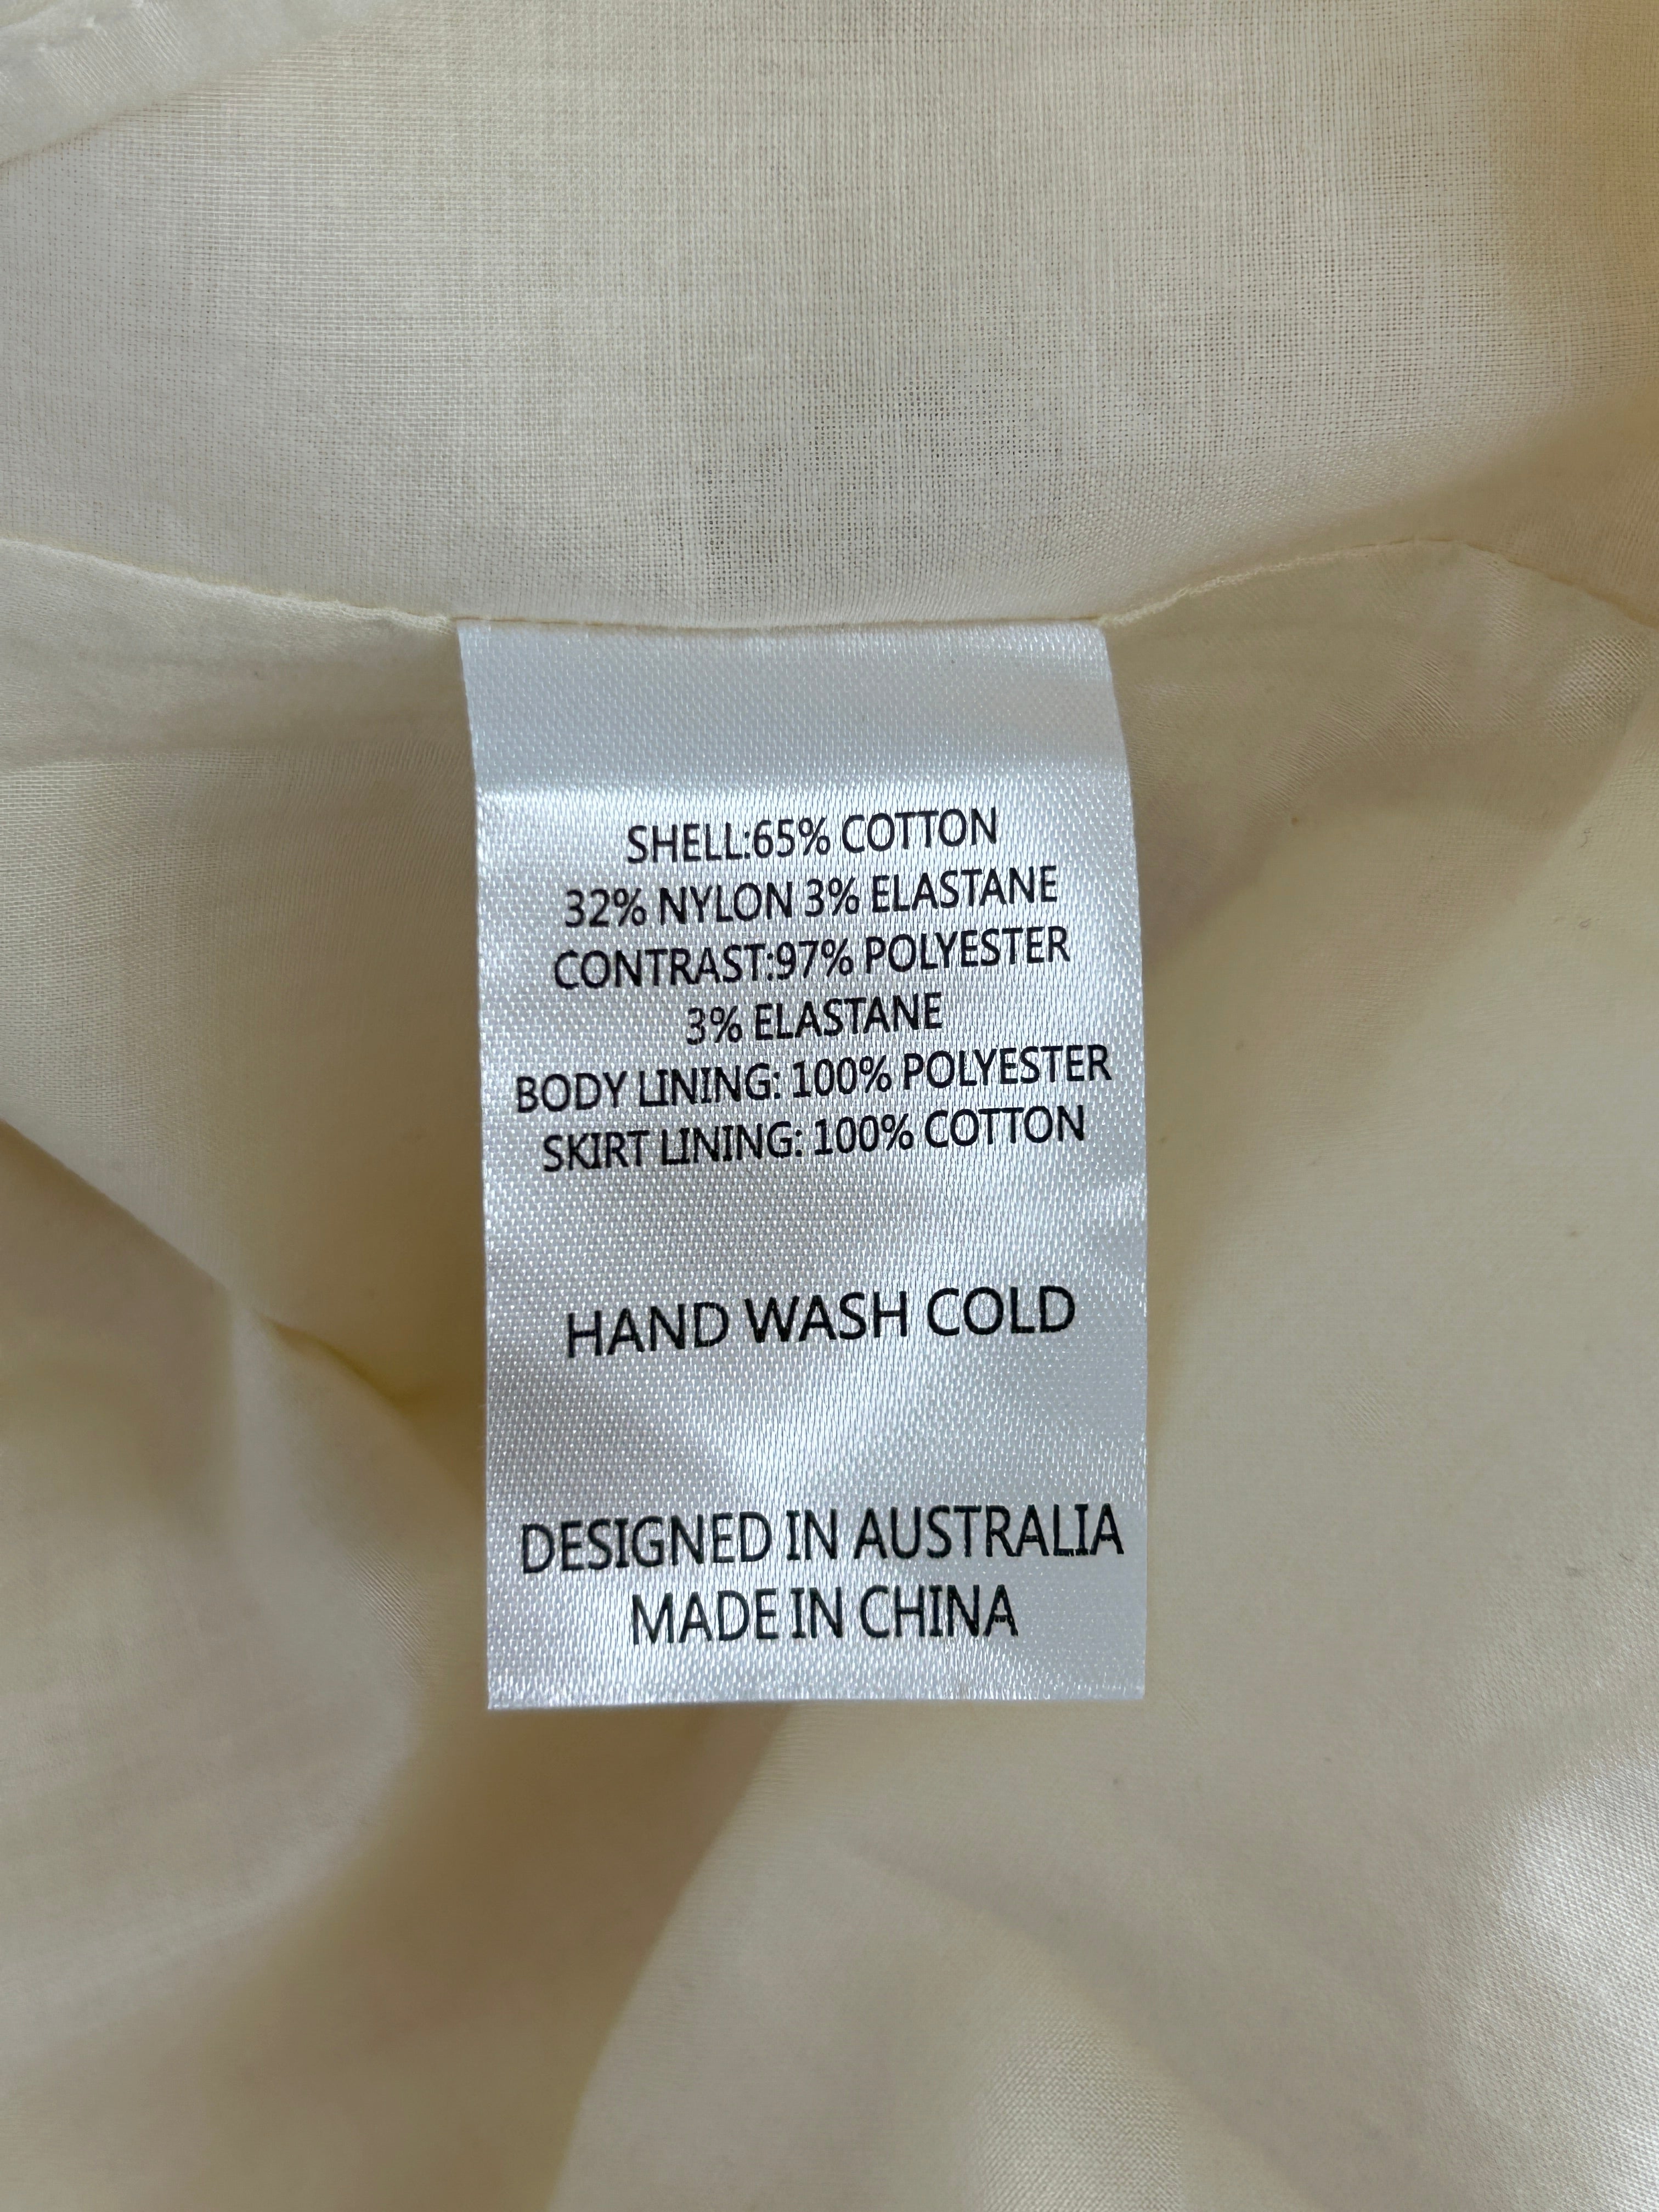 SHELL:65% COTTON
32% NYLON 3% ELASTANE
CONTRAST:97% POLYESTER
3% ELASTANE
BODY LINING: 100% POLYESTER
SKIRT LINING: 100% COTTON
HAND WASH COLD
DESIGNED IN AUSTRALIA
MADE IN CHINA